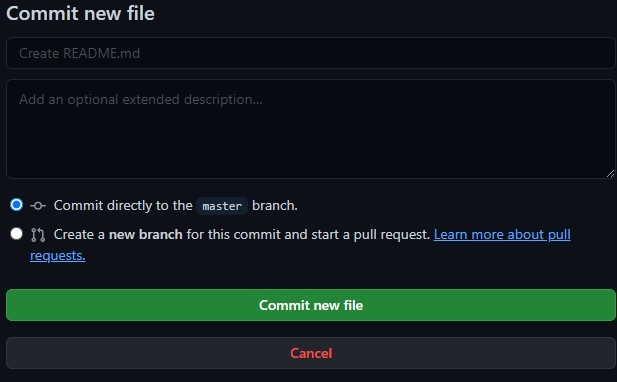 Commit new file
Create README.md
Add an optional extended description...
Commit directly to the master branch.
Create a new branch for this commit and start a pull request. Learn more about pull
requests.
Commit new file
Cancel